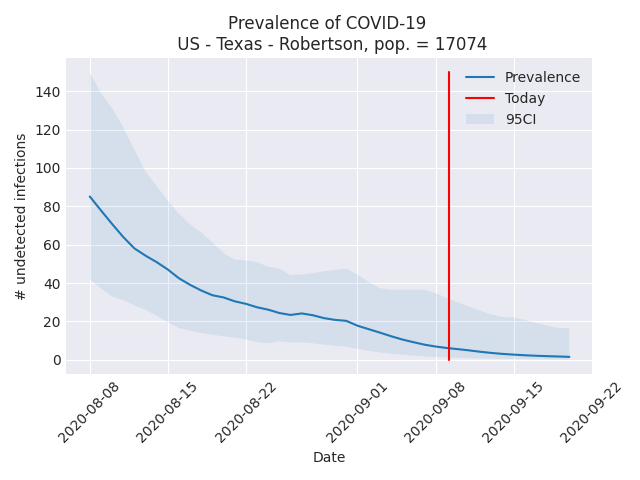 Prevalence of COVID-19
US - Texas - Robertson, pop. = 17074
# undetected infections
140
120
100
80
60
40
20
0
Prevalence
Today
95CI
2020-08-08
2020-08-15
2020-08-22
2020-09-01
2020-09-08
2020-09-15
2020-09-22
Date